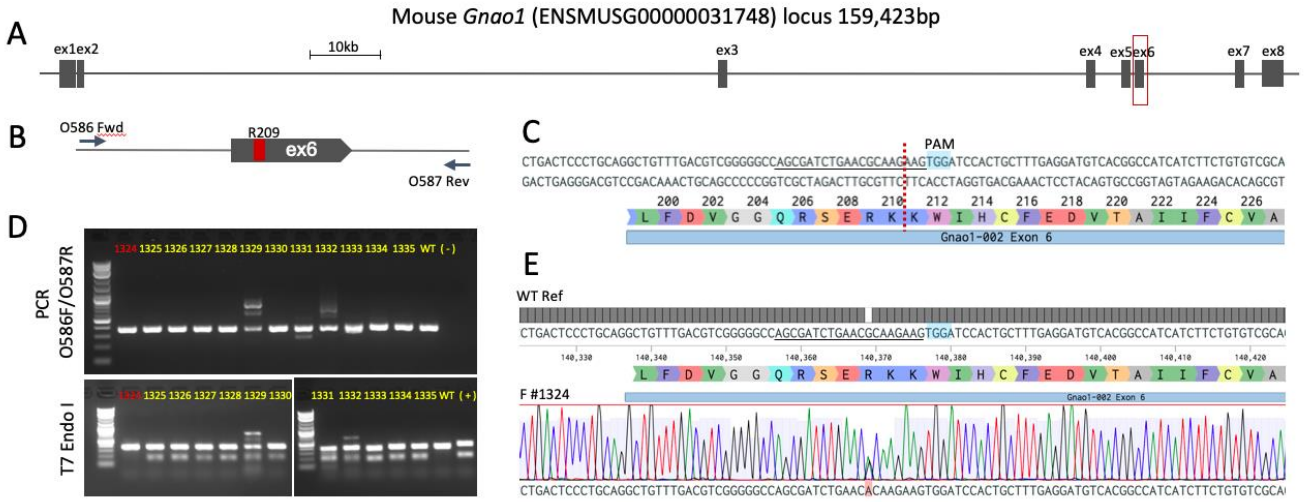 Mouse Gnao1 (ENSMUSG00000031748) locus 159,423bp
A
ex1ex2
10kb
ex3
ex4
ex5ex6
ex7
ex8
B
O586 Fwd
R209
ex6
O587 Rev
C
PAM
CTGACTCCCTGCAGGCTGTTTGACGTCGGGGGCCAGCGATCTGAACGCAAGAAGTGGATCCACTGCTTTGAGGATGTCACGGCCATCATCTTCTGTGTCGCA
GACTGAGGGACGTCCGACAAACTGCAGCCCCCGGTCGCTAGACTTGCGTTCTTCACCTAGGTGACGAAACTCCTACAGTGCCGGTAGTAGAAGACACAGCGT
200 202 204 206 208 210 212 214 216 218 220 222 224 226
L F D V G G Q R S E R K K W I H C F E D V T A I I F C V A
Gnao1-002 Exon 6
D
PCR
O586F/O587R
1324 1325 1326 1327 1328 1329 1330 1331 1332 1333 1334 1335 WT (-)
T7 Endo I
1324 1325 1326 1327 1328 1329 1330
1331 1332 1333 1334 1335 WT (+)
E
WT Ref
CTGACTCCCTGCAGGCTGTTTGACGTCGGGGGCCAGCGATCTGAACGCAAGAAGTGGATCCACTGCTTTGAGGATGTCACGGCCATCATCTTCTGTGTCGCA
140,330 140,340 140,350 140,360 140,370 140,380 140,390 140,400 140,410 140,420
L F D V G G Q R S E R K K W I H C F E D V T A I I F C V A
Gnao1-002 Exon 6
F #1324
CTGACTCCCTGCAGGCTGTTTGACGTCGGGGGCCAGCGATCTGAACACAAGAAGTGGATCCACTGCTTTGAGGATGTCACGGCCATCATCTTCTGTGTCGCA